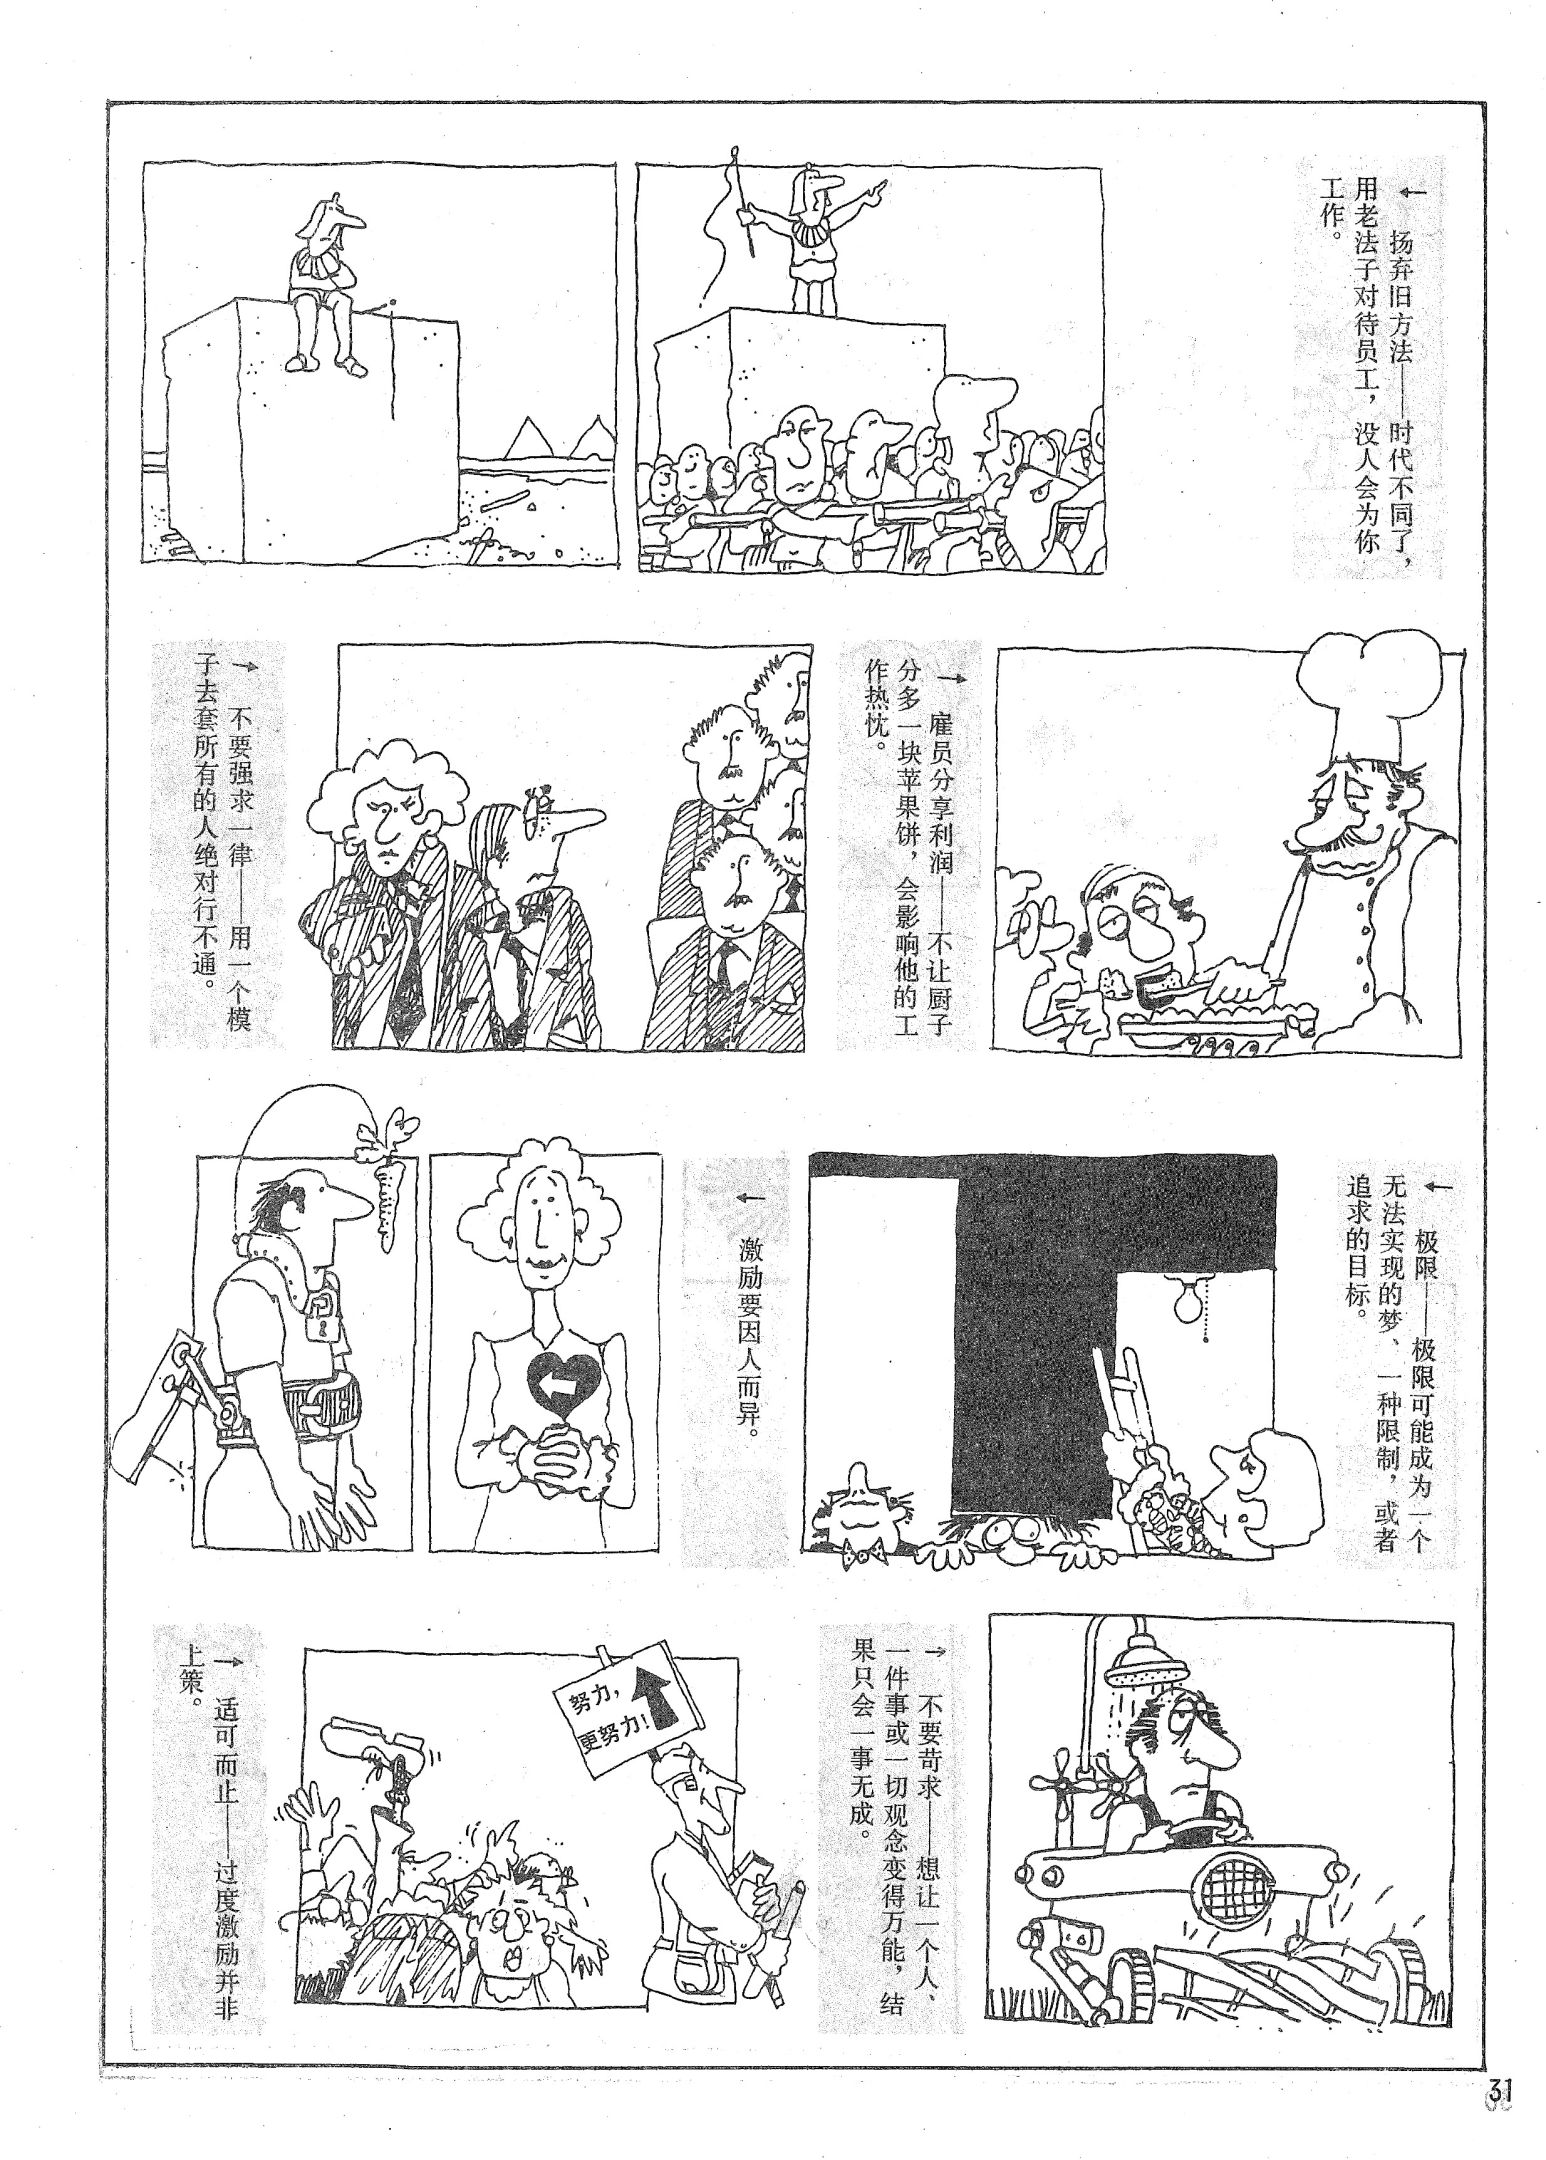 ← 扬弃旧方法——时代不同了，
用老法子对待员工，没人会为你
工作。
→ 雇员分享利润——不让厨子
分多一块苹果饼，会影响他的工
作热忱。
→ 不要强求一律——用一个模
子去套所有的人绝对行不通。
← 极限——极限可能成为一个
无法实现的梦、一种限制，或者
追求的目标。
← 激励要因人而异。
→ 不要苛求——想让一个人、
一件事或一切观念变得万能，结
果只会一事无成。
努力，
更努力！
→ 适可而止——过度激励并非
上策。
31